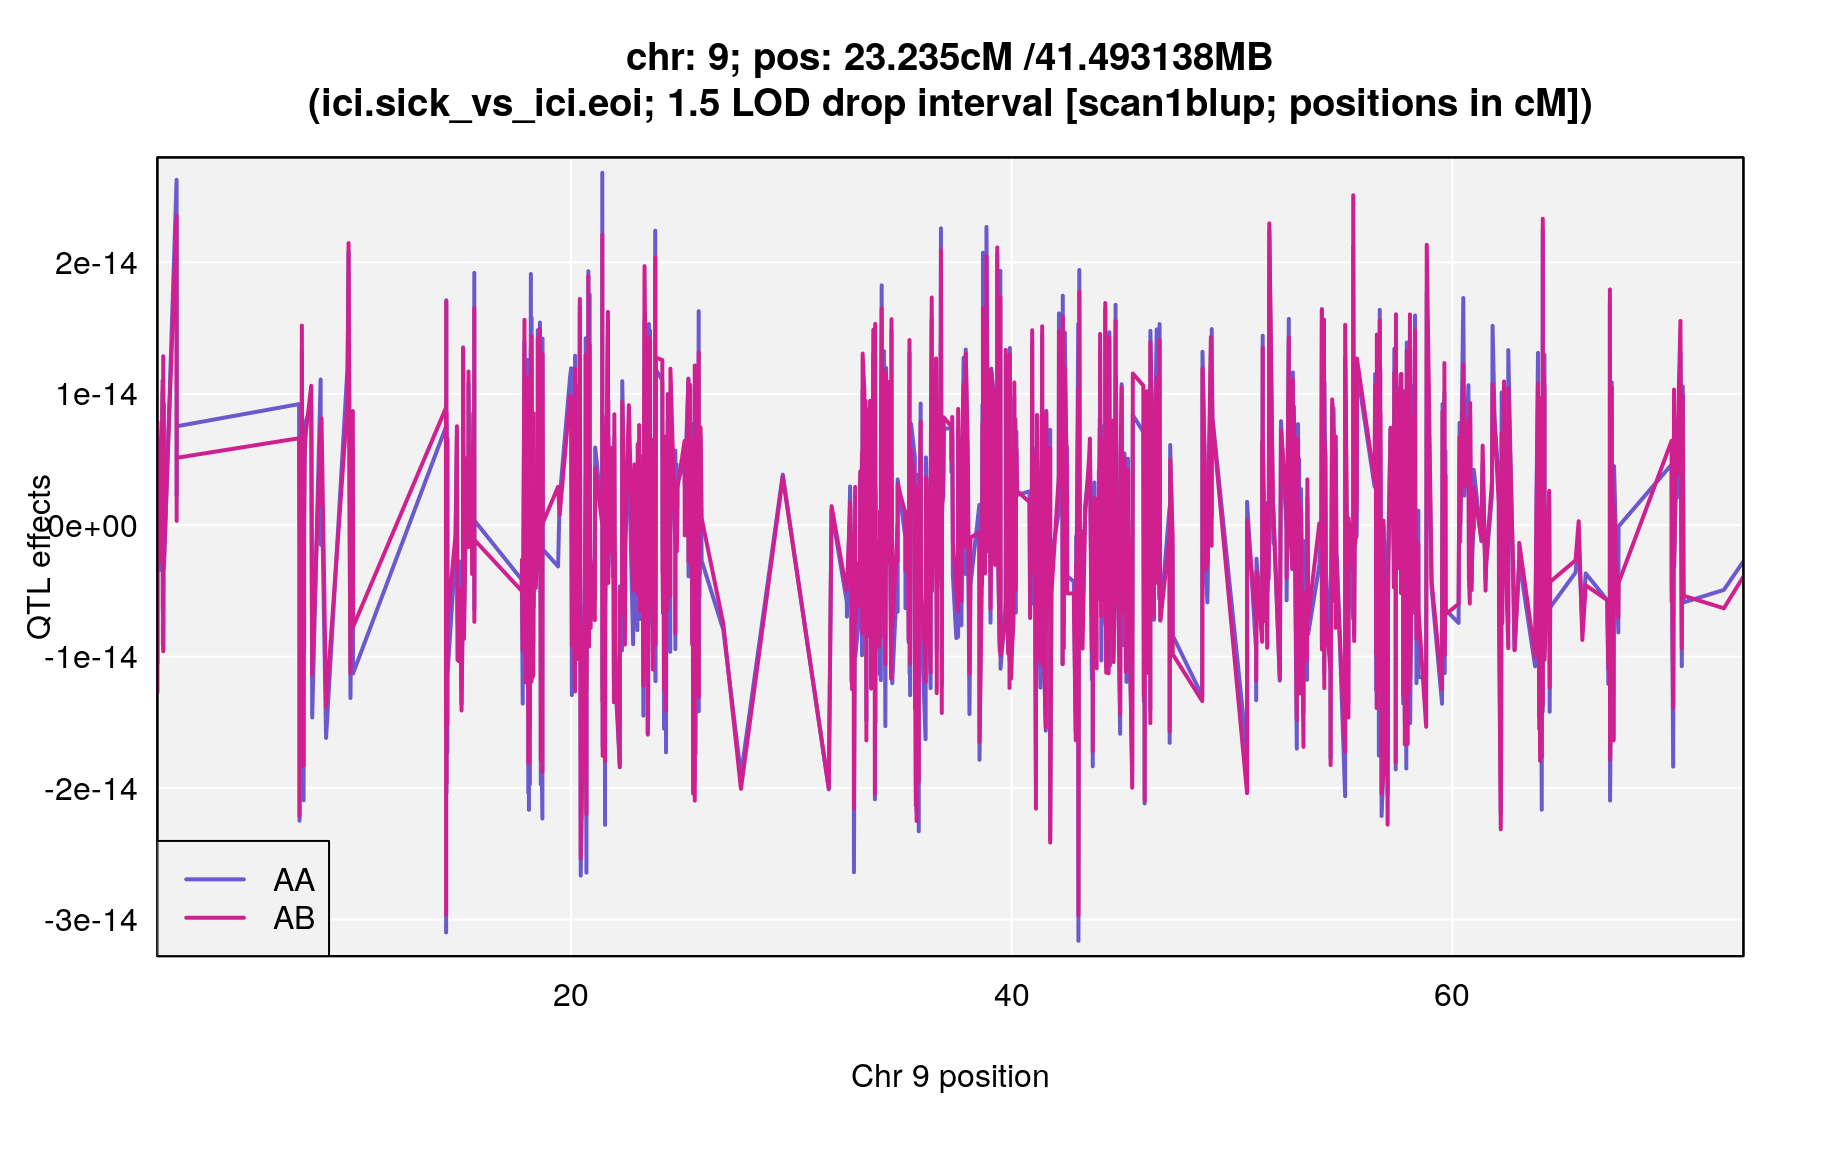 chr: 9; pos: 23.235cM /41.493138MB
(ici.sick_vs_ici.eoi; 1.5 LOD drop interval [scan1blup; positions in cM])
QTL effects
2e-14
1e-14
0e+00
-1e-14
-2e-14
-3e-14
AA
AB
20
40
60
Chr 9 position